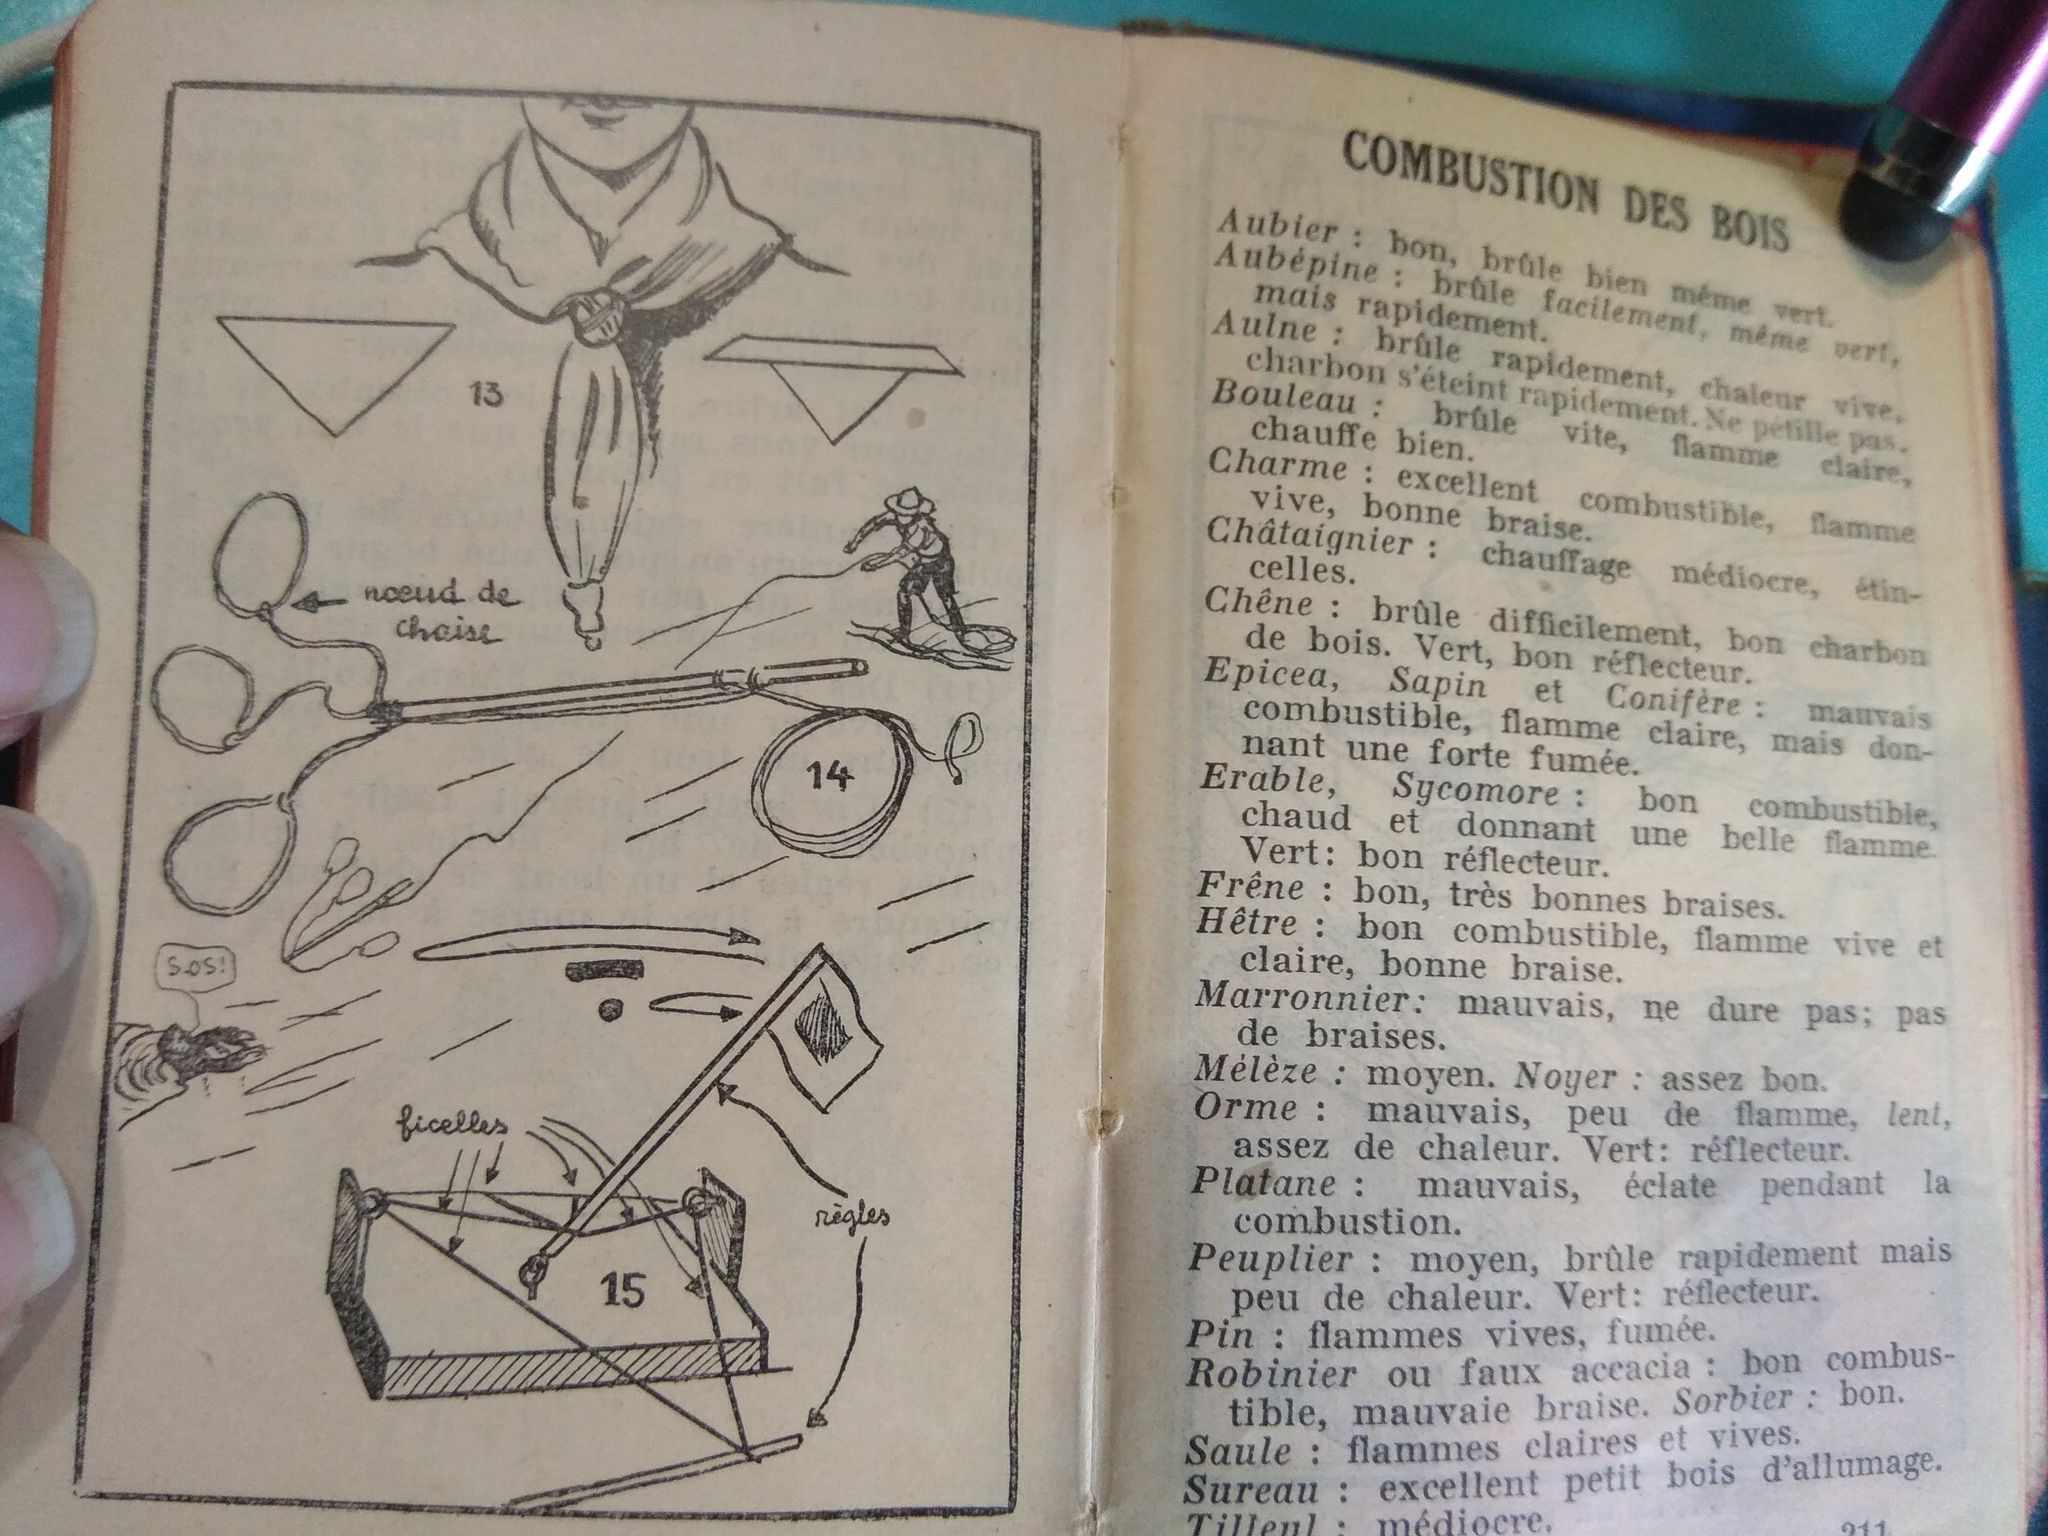 13
nœud de
chaise
14
S.O.S!
ficelles
règles
15
COMBUSTION DES BOIS
Aubier : bon, brûle bien même vert.
Aubépine : brûle facilement, même vert,
mais rapidement.
Aulne : brûle rapidement, chaleur vive,
charbon s'éteint rapidement. Ne pétille pas.
Bouleau : brûle vite, flamme claire,
chauffe bien.
Charme : excellent combustible, flamme
vive, bonne braise.
Châtaignier : chauffage médiocre, étin-
celles.
Chêne : brûle difficilement, bon charbon
de bois. Vert, bon réflecteur.
Epicea, Sapin et Conifère : mauvais
combustible, flamme claire, mais don-
nant une forte fumée.
Erable, Sycomore : bon combustible,
chaud et donnant une belle flamme.
Vert: bon réflecteur.
Frêne : bon, très bonnes braises.
Hêtre : bon combustible, flamme vive et
claire, bonne braise.
Marronnier: mauvais, ne dure pas; pas
de braises.
Mélèze : moyen. Noyer : assez bon.
Orme : mauvais, peu de flamme, lent,
assez de chaleur. Vert: réflecteur.
Platane : mauvais, éclate pendant la
combustion.
Peuplier : moyen, brûle rapidement mais
peu de chaleur. Vert: réflecteur.
Pin : flammes vives, fumée.
Robinier ou faux accacia : bon combus-
tible, mauvaie braise. Sorbier : bon.
Saule : flammes claires et vives.
Sureau : excellent petit bois d'allumage.
Tilleul : médiocre.
211